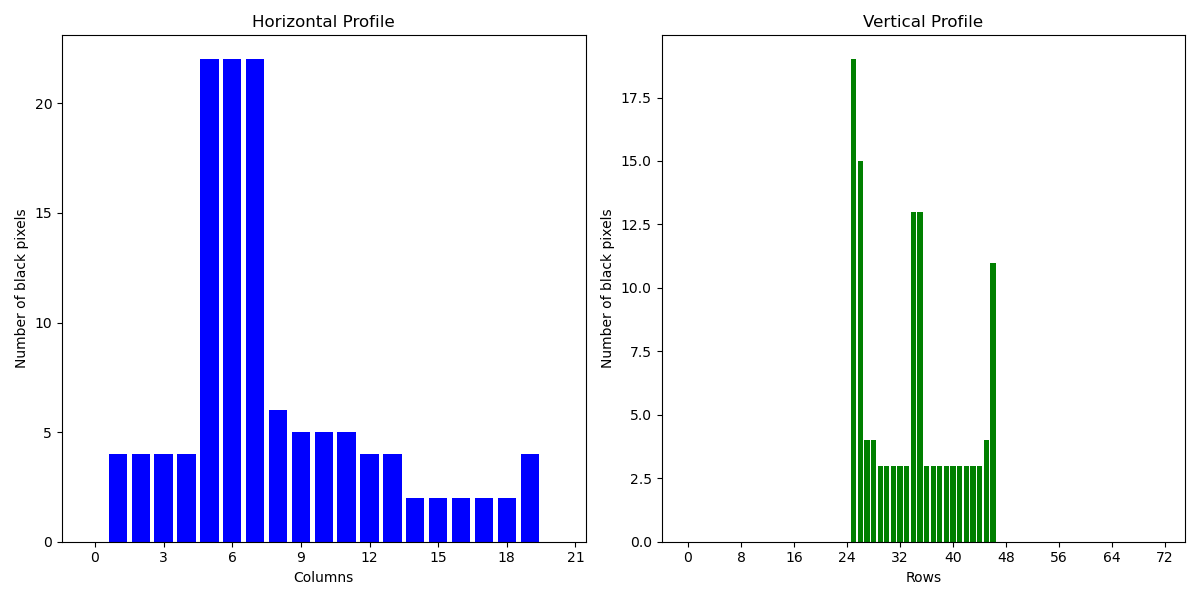 Horizontal Profile
Number of black pixels
20
15
10
5
0
0 3 6 9 12 15 18 21
Columns
Vertical Profile
Number of black pixels
17.5
15.0
12.5
10.0
7.5
5.0
2.5
0.0
0 8 16 24 32 40 48 56 64 72
Rows